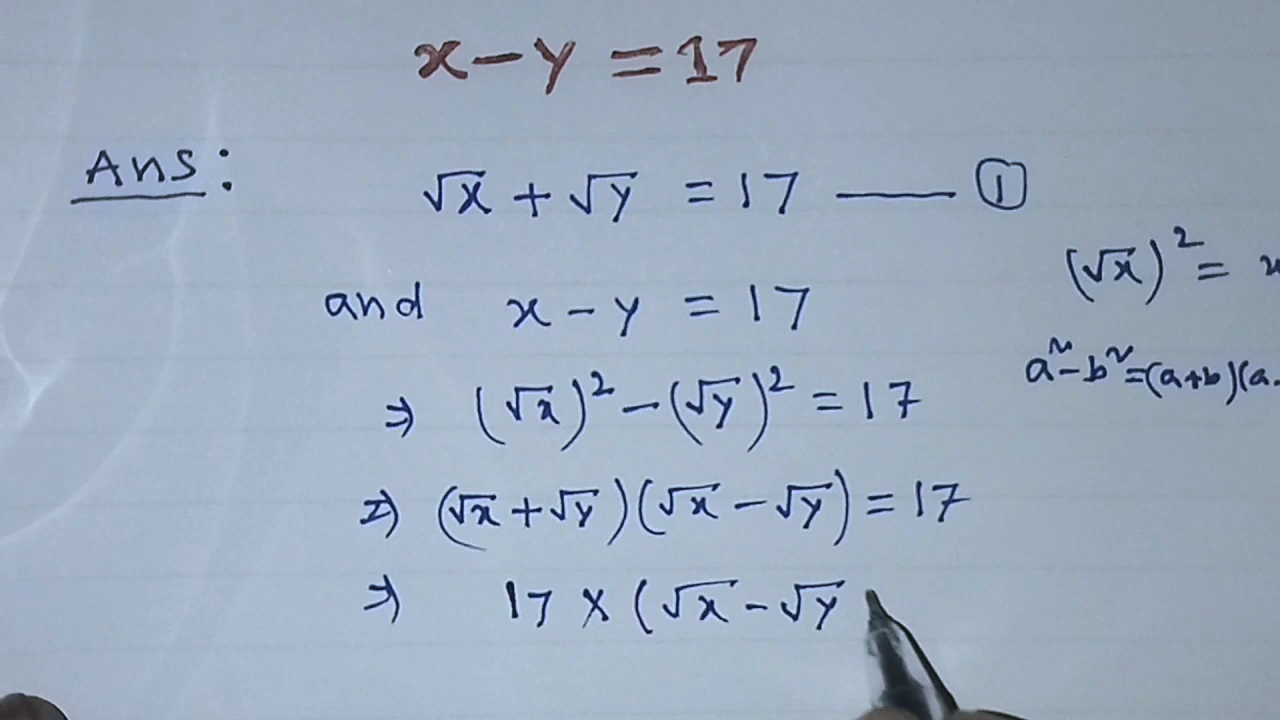 x - y = 17
Ans:
√x + √y = 17 —— ①
(√x)² =
and x - y = 17
a² - b² = (a+b)(a-
⇒ (√x)² - (√y)² = 17
⇒ (√x + √y)(√x - √y) = 17
⇒ 17 × (√x - √y